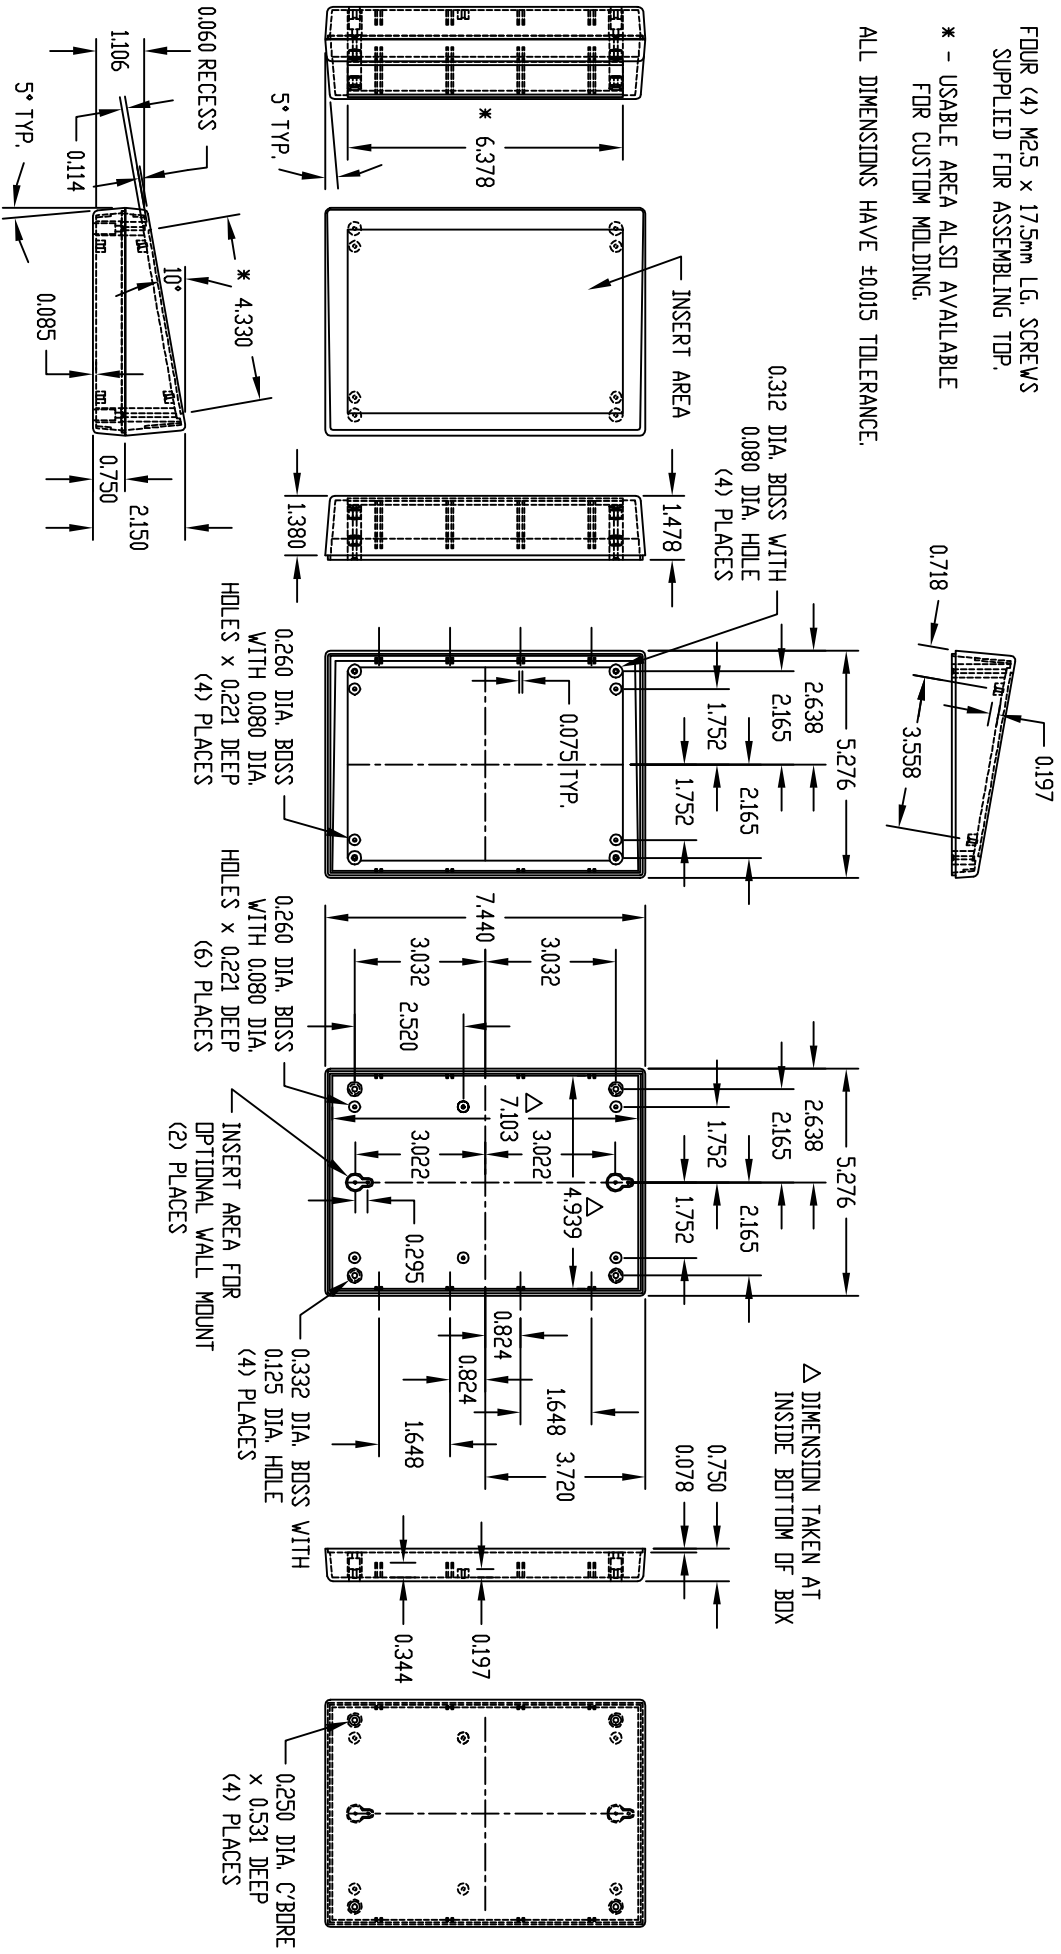 FOUR (4) M2.5 x 17.5mm LG. SCREWS
SUPPLIED FOR ASSEMBLING TOP.
* - USABLE AREA ALSO AVAILABLE
FOR CUSTOM MOLDING.
ALL DIMENSIONS HAVE ±0.015 TOLERANCE.
0.718
0.197
3.558
△ DIMENSION TAKEN AT
INSIDE BOTTOM OF BOX
0.312 DIA. BOSS WITH
0.080 DIA. HOLE
(4) PLACES
5.276
2.638
2.165
2.165
1.752
1.752
5.276
2.638
2.165
2.165
1.752
1.752
0.750
0.078
INSERT AREA
1.478
* 6.378
5° TYP.
0.075 TYP.
1.380
7.440
3.032
3.032
2.520
△
7.103
△
4.939
3.022
3.022
0.295
0.824
0.824
1.648
1.648
3.720
0.197
0.344
0.260 DIA. BOSS
WITH 0.080 DIA.
HOLES x 0.221 DEEP
(4) PLACES
0.260 DIA. BOSS
WITH 0.080 DIA.
HOLES x 0.221 DEEP
(6) PLACES
INSERT AREA FOR
OPTIONAL WALL MOUNT
(2) PLACES
0.332 DIA. BOSS WITH
0.125 DIA. HOLE
(4) PLACES
0.250 DIA. C'BORE
x 0.531 DEEP
(4) PLACES
0.060 RECESS
1.106
0.114
5° TYP.
* 4.330
10°
0.085
0.750
2.150